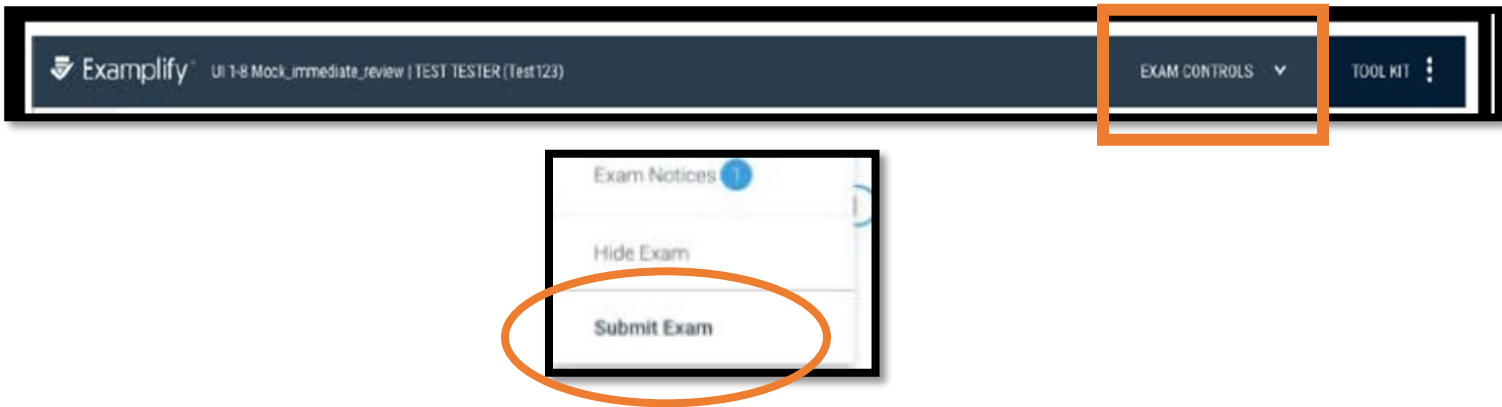 Examplify UI 1-8 Mock_immediate_review | TEST TESTER (Test123) EXAM CONTROLS TOOL KIT
Exam Notices 1
Hide Exam
Submit Exam